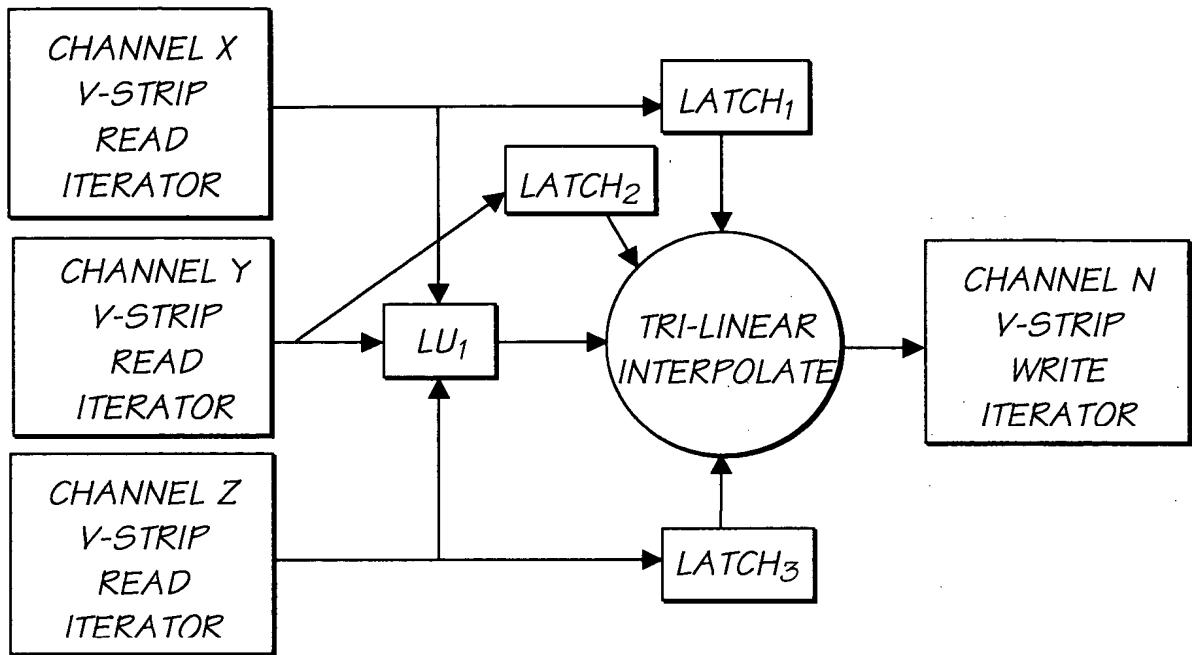 CHANNEL X
V-STRIP
READ
ITERATOR
LATCH₁
LATCH₂
CHANNEL Y
V-STRIP
READ
ITERATOR
LU₁
TRI-LINEAR
INTERPOLATE
CHANNEL N
V-STRIP
WRITE
ITERATOR
CHANNEL Z
V-STRIP
READ
ITERATOR
LATCH₃